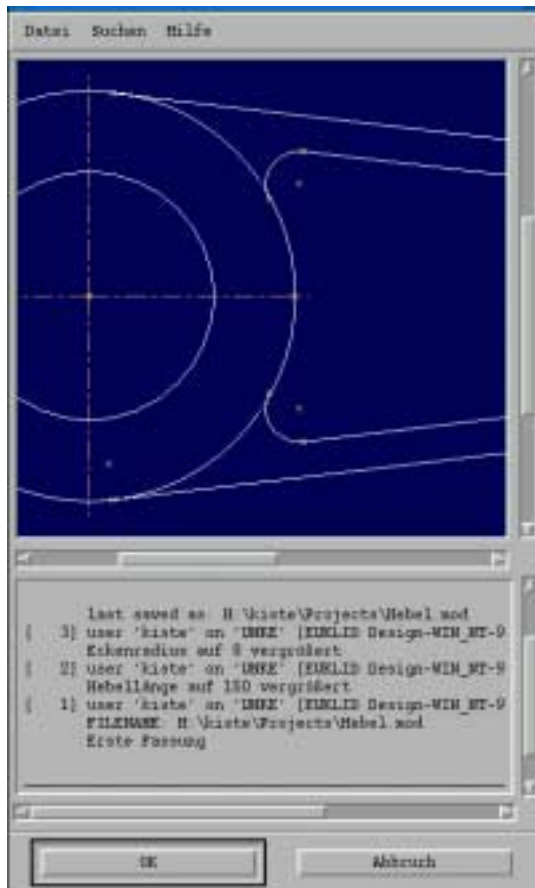 Datei Suchen Hilfe
last saved as: H:\kiste\Projects\Hebel.mod
[ 3] user 'kiste' on 'UNKE' [EUKLID Design-WIN_NT-9
Eckenradius auf 8 vergrößert
[ 2] user 'kiste' on 'UNKE' [EUKLID Design-WIN_NT-9
Hebellänge auf 150 vergrößert
[ 1] user 'kiste' on 'UNKE' [EUKLID Design-WIN_NT-9
FILENAME: H:\kiste\Projects\Hebel.mod
Erste Fassung
OK Abbruch